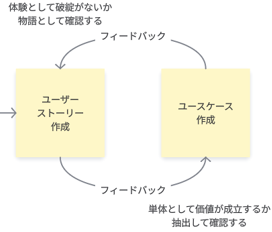 体験として破綻がないか
物語として確認する
フィードバック
ユーザー
ストーリー
作成
ユースケース
作成
フィードバック
単体として価値が成立するか
抽出して確認する